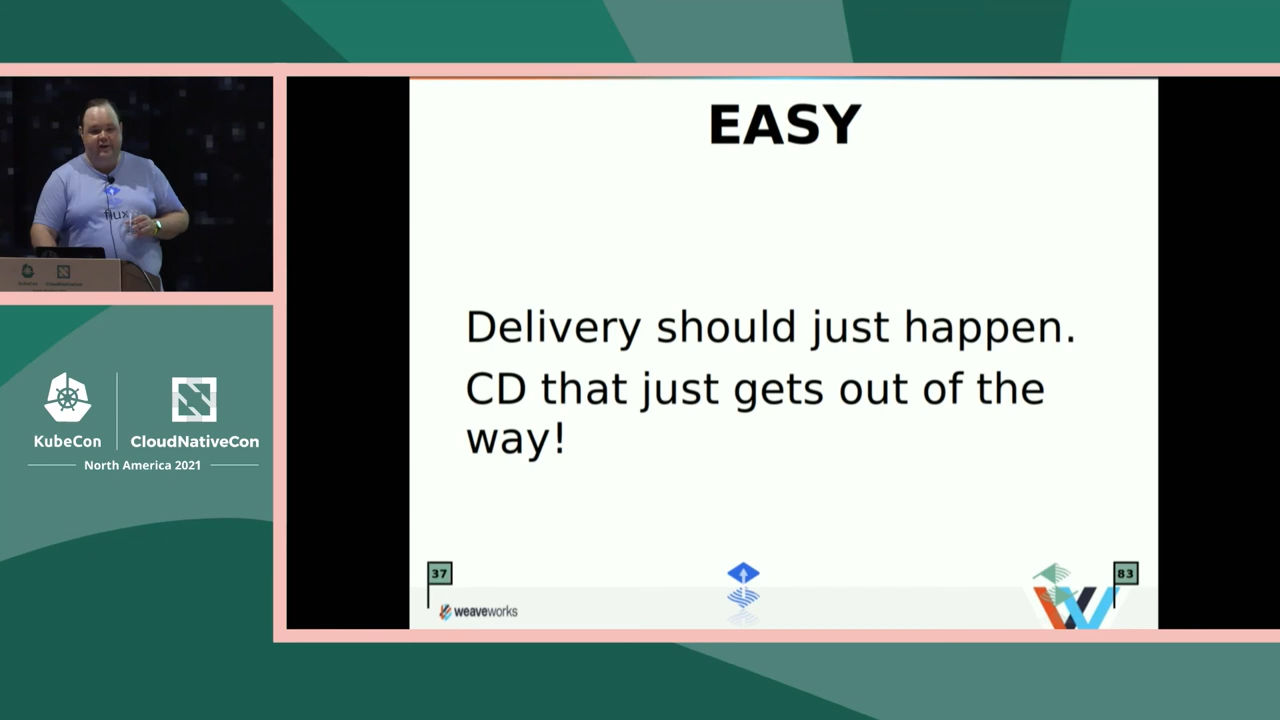 EASY
Delivery should just happen.
CD that just gets out of the
way!
37
83
weaveworks
flux
KubeCon
CloudNativeCon
North America 2021